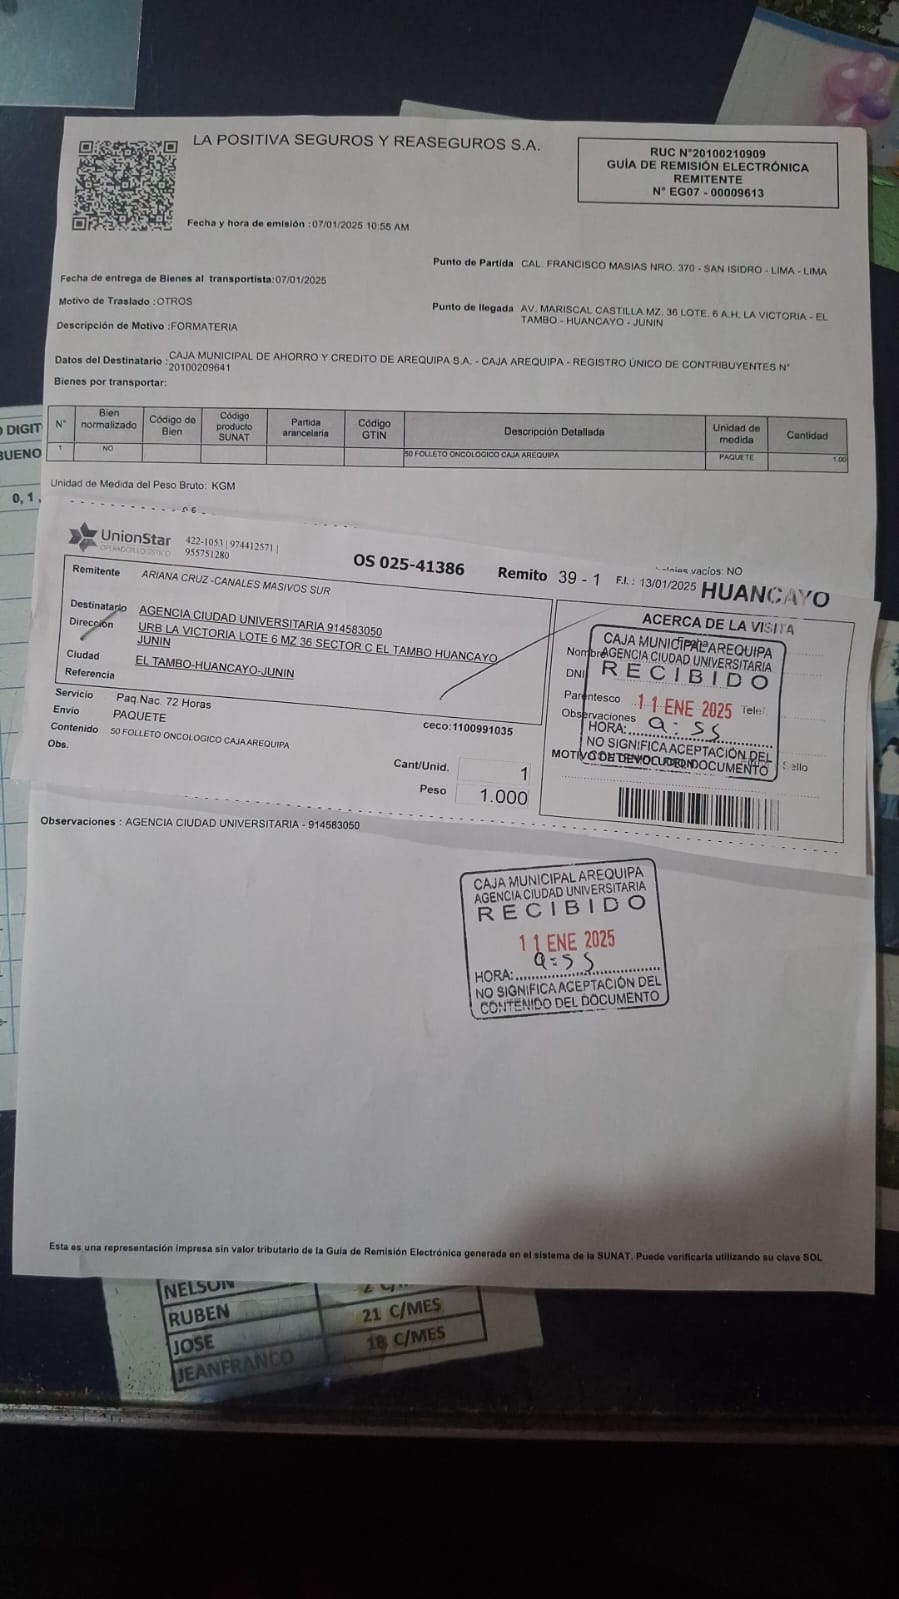 LA POSITIVA SEGUROS Y REASEGUROS S.A.
RUC N°20100210909
GUÍA DE REMISIÓN ELECTRÓNICA
REMITENTE
N° EG07 - 00009613
Fecha y hora de emisión :07/01/2025 10:55 AM
Fecha de entrega de Bienes al transportista:07/01/2025
Punto de Partida CAL. FRANCISCO MASIAS NRO. 370 - SAN ISIDRO - LIMA - LIMA
Motivo de Traslado :OTROS
Punto de llegada AV. MARISCAL CASTILLA MZ. 36 LOTE. 6 A.H. LA VICTORIA - EL
TAMBO - HUANCAYO - JUNIN
Descripción de Motivo :FORMATERIA
Datos del Destinatario :CAJA MUNICIPAL DE AHORRO Y CREDITO DE AREQUIPA S.A. - CAJA AREQUIPA - REGISTRO ÚNICO DE CONTRIBUYENTES N°
20100209641
Bienes por transportar:
N° Bien normalizado Código de Bien Código producto SUNAT Partida arancelaria Código GTIN Descripción Detallada Unidad de medida Cantidad
1 NO 50 FOLLETO ONCOLOGICO CAJA AREQUIPA PAQUETE 1.00
Unidad de Medida del Peso Bruto: KGM
UnionStar
OPERADOR LOGÍSTICO
422-1053 | 974412571 |
955751280
OS 025-41386
Remito 39 - 1
vacíos: NO
F.I. : 13/01/2025 HUANCAYO
Remitente ARIANA CRUZ -CANALES MASIVOS SUR
Destinatario AGENCIA CIUDAD UNIVERSITARIA 914583050
Dirección URB LA VICTORIA LOTE 6 MZ 36 SECTOR C EL TAMBO HUANCAYO
JUNIN
Ciudad EL TAMBO-HUANCAYO-JUNIN
Referencia
Servicio Paq.Nac. 72 Horas
Envío PAQUETE
Contenido 50 FOLLETO ONCOLOGICO CAJA AREQUIPA
Obs.
ceco:1100991035
Cant/Unid. 1
Peso 1.000
ACERCA DE LA VISITA
Fecha
Nombre
DNI
Parentesco
Telef.
Observaciones
MOTIVO DE DEVOLUCION
Sello
CAJA MUNICIPAL AREQUIPA
AGENCIA CIUDAD UNIVERSITARIA
RECIBIDO
11 ENE 2025
HORA: 9:55
NO SIGNIFICA ACEPTACIÓN DEL
CONTENIDO DEL DOCUMENTO
Observaciones : AGENCIA CIUDAD UNIVERSITARIA - 914583050
CAJA MUNICIPAL AREQUIPA
AGENCIA CIUDAD UNIVERSITARIA
RECIBIDO
11 ENE 2025
9:55
HORA:
NO SIGNIFICA ACEPTACIÓN DEL
CONTENIDO DEL DOCUMENTO
Esta es una representación impresa sin valor tributario de la Guía de Remisión Electrónica generada en el sistema de la SUNAT. Puede verificarla utilizando su clave SOL
DIGIT
BUENO
0, 1,
NELSON
RUBEN 21 C/MES
JOSE 18 C/MES
JEANFRANCO